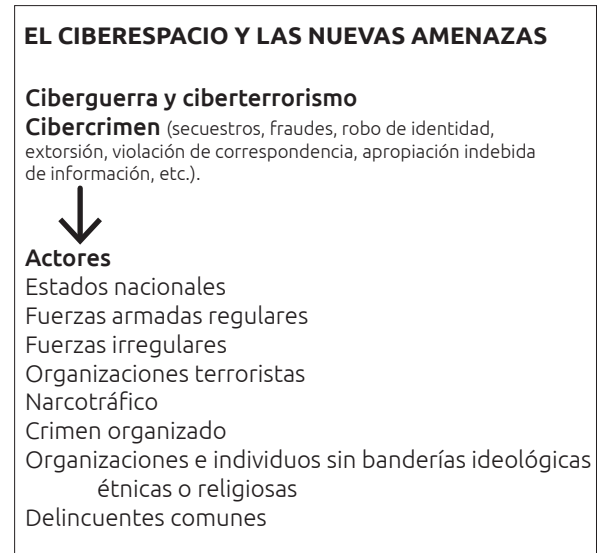 EL CIBERESPACIO Y LAS NUEVAS AMENAZAS
Ciberguerra y ciberterrorismo
Cibercrimen (secuestros, fraudes, robo de identidad,
extorsión, violación de correspondencia, apropiación indebida
de información, etc.).
Actores
Estados nacionales
Fuerzas armadas regulares
Fuerzas irregulares
Organizaciones terroristas
Narcotráfico
Crimen organizado
Organizaciones e individuos sin banderías ideológicas
étnicas o religiosas
Delincuentes comunes